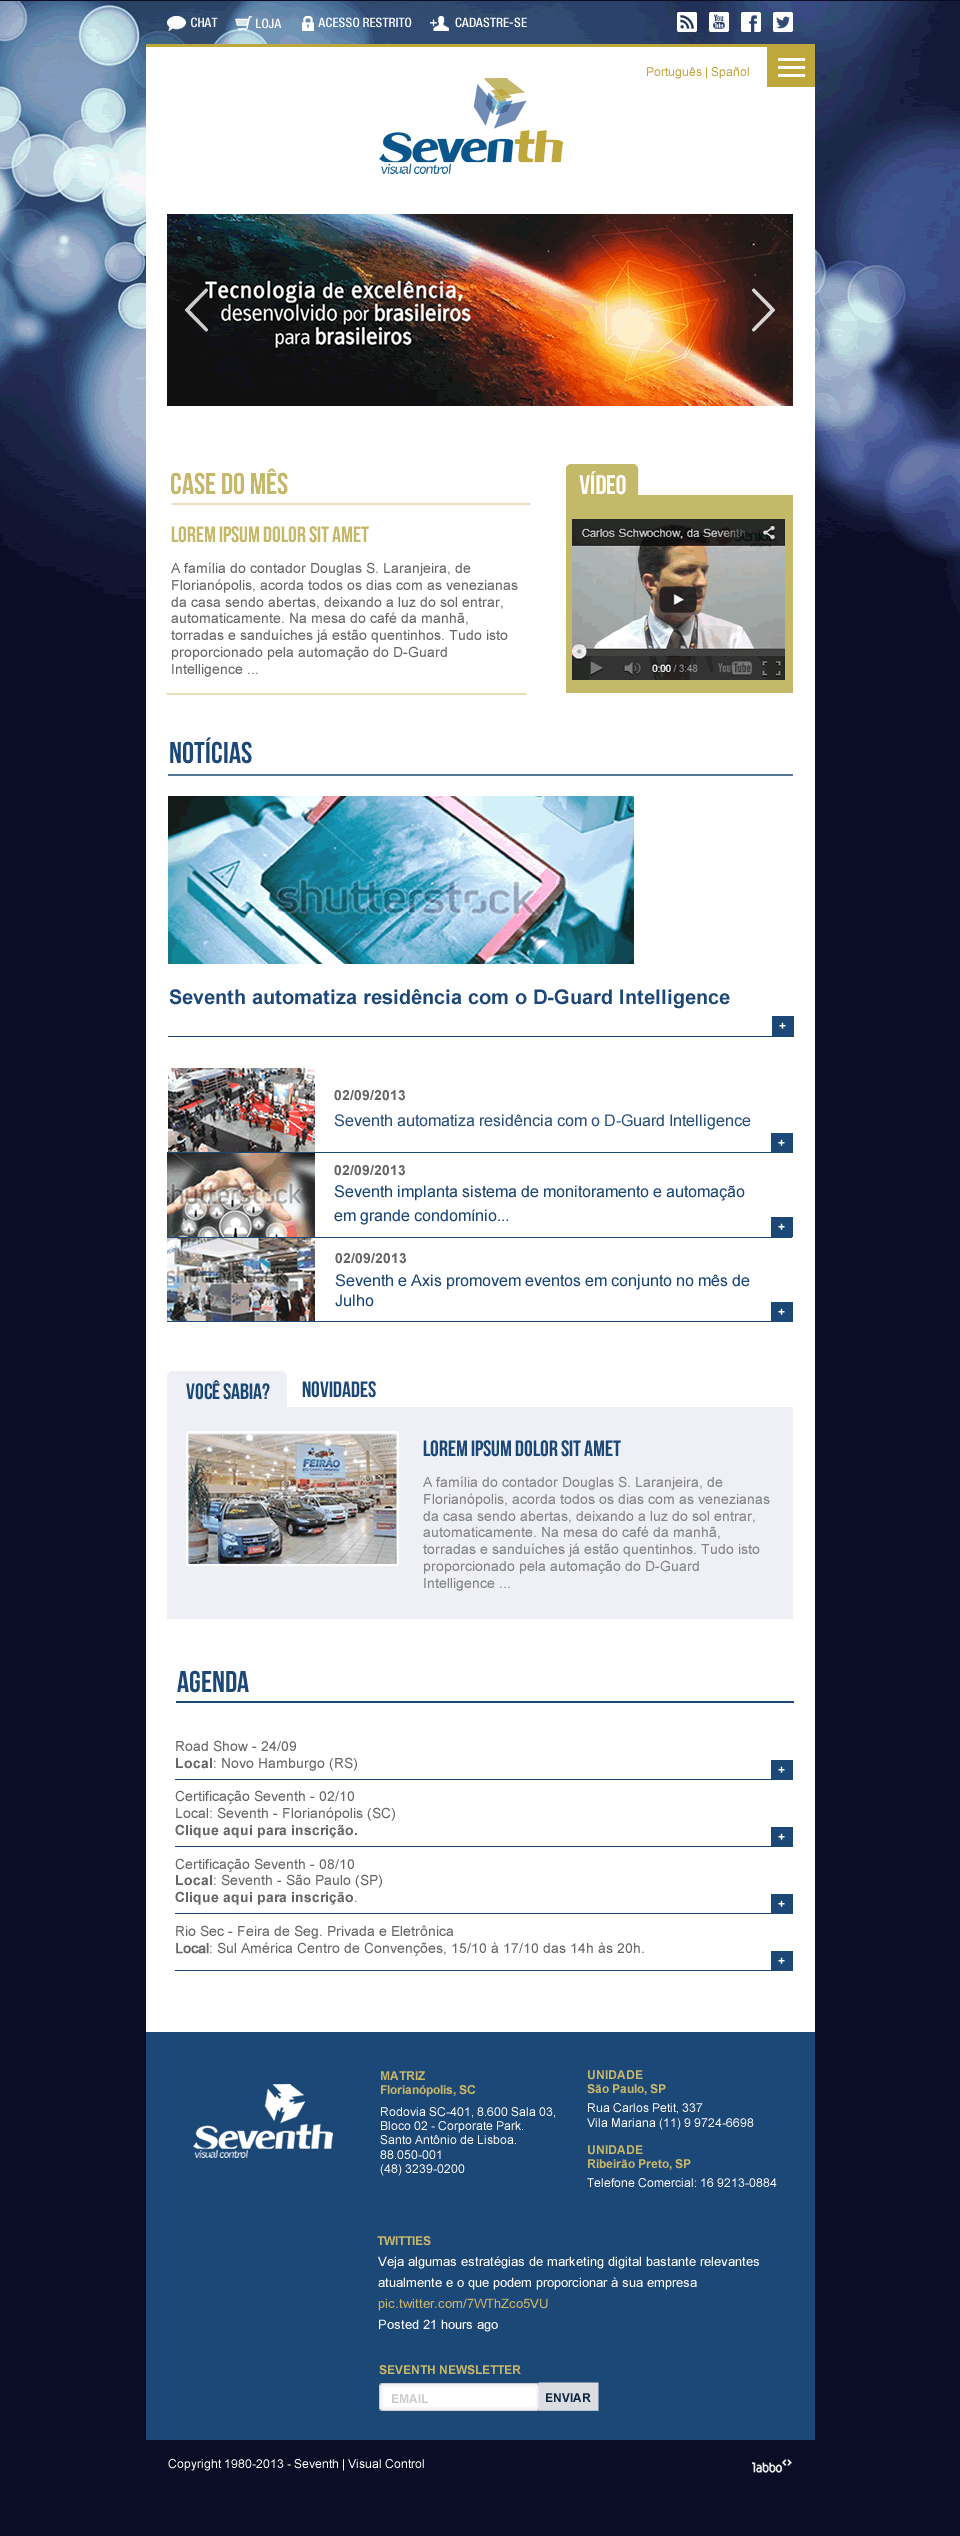 CHAT
LOJA
ACESSO RESTRITO
CADASTRE-SE
You
Tube
Português | Español
Seventh
visual control
Tecnologia de excelência,
desenvolvido por brasileiros
para brasileiros
CASE DO MÊS
LOREM IPSUM DOLOR SIT AMET
A família do contador Douglas S. Laranjeira, de
Florianópolis, acorda todos os dias com as venezianas
da casa sendo abertas, deixando a luz do sol entrar,
automaticamente. Na mesa do café da manhã,
torradas e sanduíches já estão quentinhos. Tudo isto
proporcionado pela automação do D-Guard
Intelligence ...
VÍDEO
Carlos Schwochow, da Seventh
0:00 / 3:48
YouTube
NOTÍCIAS
shutterstock
Seventh automatiza residência com o D-Guard Intelligence
+
02/09/2013
Seventh automatiza residência com o D-Guard Intelligence
+
shutterstock
02/09/2013
Seventh implanta sistema de monitoramento e automação
em grande condomínio...
+
shutterstock
02/09/2013
Seventh e Axis promovem eventos em conjunto no mês de
Julho
+
VOCÊ SABIA?
NOVIDADES
FEIRÃO
LOREM IPSUM DOLOR SIT AMET
A família do contador Douglas S. Laranjeira, de
Florianópolis, acorda todos os dias com as venezianas
da casa sendo abertas, deixando a luz do sol entrar,
automaticamente. Na mesa do café da manhã,
torradas e sanduíches já estão quentinhos. Tudo isto
proporcionado pela automação do D-Guard
Intelligence ...
AGENDA
Road Show - 24/09
Local: Novo Hamburgo (RS)
+
Certificação Seventh - 02/10
Local: Seventh - Florianópolis (SC)
Clique aqui para inscrição.
+
Certificação Seventh - 08/10
Local: Seventh - São Paulo (SP)
Clique aqui para inscrição.
+
Rio Sec - Feira de Seg. Privada e Eletrônica
Local: Sul América Centro de Convenções, 15/10 à 17/10 das 14h às 20h.
+
Seventh
visual control
MATRIZ
Florianópolis, SC
Rodovia SC-401, 8.600 Sala 03,
Bloco 02 - Corporate Park.
Santo Antônio de Lisboa.
88.050-001
(48) 3239-0200
UNIDADE
São Paulo, SP
Rua Carlos Petit, 337
Vila Mariana (11) 9 9724-6698
UNIDADE
Ribeirão Preto, SP
Telefone Comercial: 16 9213-0884
TWITTIES
Veja algumas estratégias de marketing digital bastante relevantes
atualmente e o que podem proporcionar à sua empresa
pic.twitter.com/7WThZco5VU
Posted 21 hours ago
SEVENTH NEWSLETTER
EMAIL
ENVIAR
Copyright 1980-2013 - Seventh | Visual Control
labbo